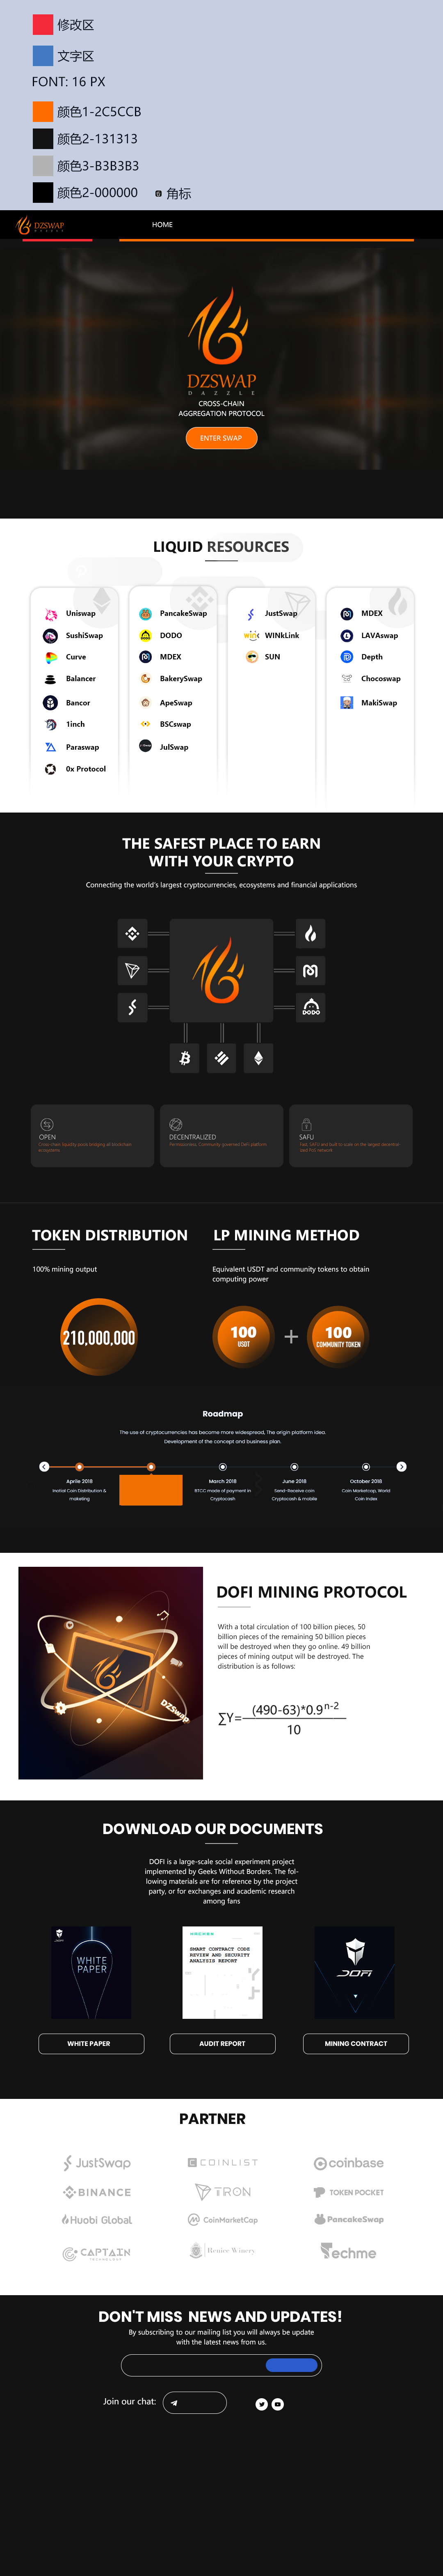 修改区
文字区
FONT: 16 PX
颜色1-2C5CCB
颜色2-131313
颜色3-B3B3B3
颜色2-000000
角标
DZSWAP
HOME
DZSWAP
DAZZLE
CROSS-CHAIN
AGGREGATION PROTOCOL
ENTER SWAP
LIQUID RESOURCES
Uniswap
SushiSwap
Curve
Balancer
Bancor
1inch
Paraswap
0x Protocol
PancakeSwap
DODO
MDEX
BakerySwap
ApeSwap
BSCswap
JulSwap
JustSwap
WINkLink
SUN
MDEX
LAVAswap
Depth
Chocoswap
MakiSwap
THE SAFEST PLACE TO EARN
WITH YOUR CRYPTO
Connecting the world's largest cryptocurrencies, ecosystems and financial applications
DODO
OPEN
Cross-chain liquidity pools bridging all blockchain
ecosystems
DECENTRALIZED
Permissionless, Community-governed DeFi platform
SAFU
Fast, SAFU and built to scale on the largest decentralized PoS network
TOKEN DISTRIBUTION
100% mining output
210,000,000
LP MINING METHOD
Equivalent USDT and community tokens to obtain
computing power
100
USDT
+
100
COMMUNITY TOKEN
Roadmap
The use of cryptocurrencies has become more widespread, The origin platform idea.
Development of the concept and business plan.
Aprile 2018
Inotial Coin Distribution &
maketing
March 2018
BTCC mode of payment in
Cryptocash
June 2018
Send-Receive coin
Cryptocash & mobile
October 2018
Coin Marketcap, World
Coin Index
DZSwap
DOFI MINING PROTOCOL
With a total circulation of 100 billion pieces, 50
billion pieces of the remaining 50 billion pieces
will be destroyed when they go online. 49 billion
pieces of mining output will be destroyed. The
distribution is as follows:
∑Y=(490-63)*0.9ⁿ⁻²
10
DOWNLOAD OUR DOCUMENTS
DOFI is a large-scale social experiment project
implemented by Geeks Without Borders. The fol-
lowing materials are for reference by the project
party, or for exchanges and academic research
among fans
WHITE
PAPER
SMART CONTRACT CODE
REVIEW AND SECURITY
ANALYSIS REPORT
DOFI
WHITE PAPER
AUDIT REPORT
MINING CONTRACT
PARTNER
JustSwap
COINLIST
coinbase
BINANCE
TRON
TOKEN POCKET
Huobi Global
CoinMarketCap
PancakeSwap
CAPTAIN
TECHNOLOGY
Renice Winery
Techme
DON'T MISS NEWS AND UPDATES!
By subscribing to our mailing list you will always be update
with the latest news from us.
Join our chat: